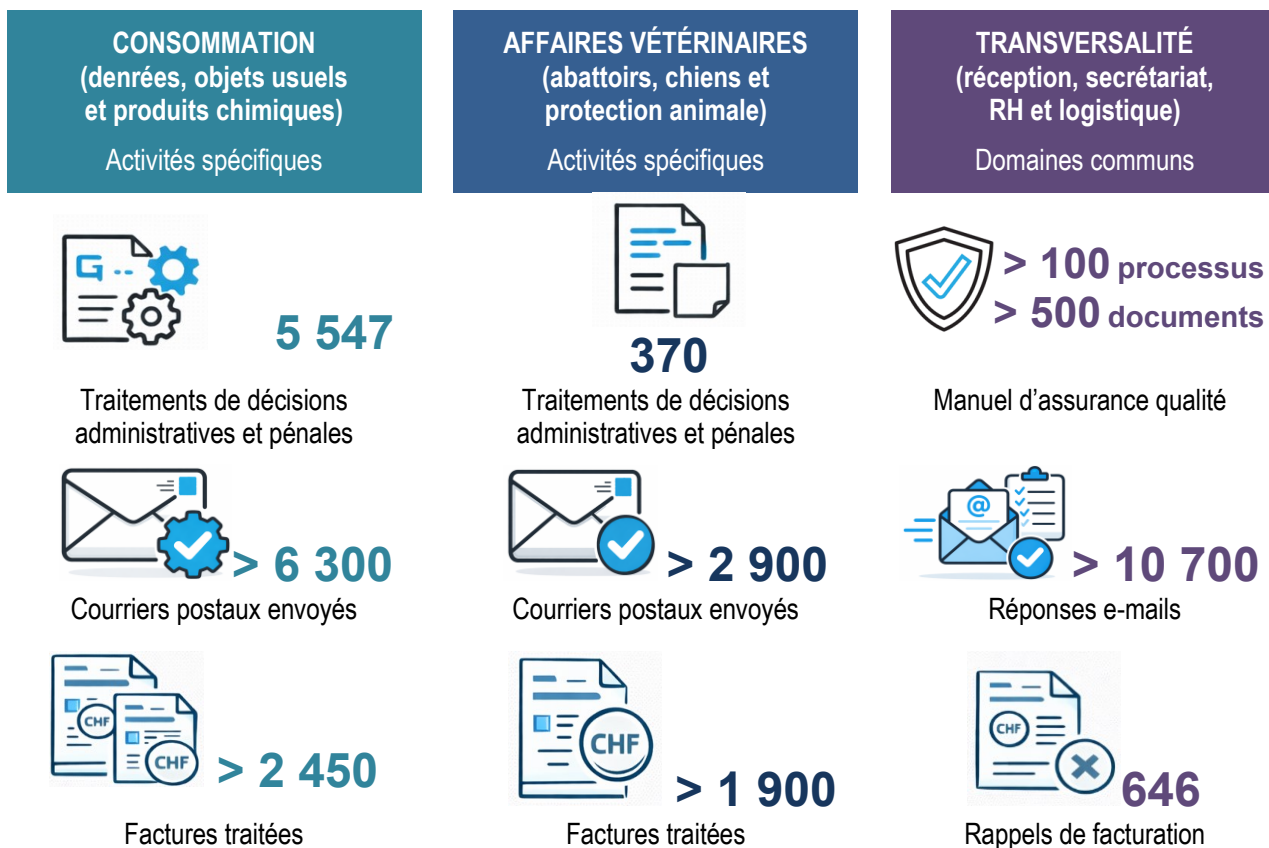 CONSOMMATION
(denrées, objets usuels
et produits chimiques)
Activités spécifiques
AFFAIRES VÉTÉRINAIRES
(abattoirs, chiens et
protection animale)
Activités spécifiques
TRANSVERSALITÉ
(réception, secrétariat,
RH et logistique)
Domaines communs
G
5 547
Traitements de décisions
administratives et pénales
370
Traitements de décisions
administratives et pénales
> 100 processus
> 500 documents
Manuel d’assurance qualité
> 6 300
Courriers postaux envoyés
> 2 900
Courriers postaux envoyés
@
> 10 700
Réponses e-mails
CHF
CHF
> 2 450
Factures traitées
CHF
> 1 900
Factures traitées
CHF
646
Rappels de facturation